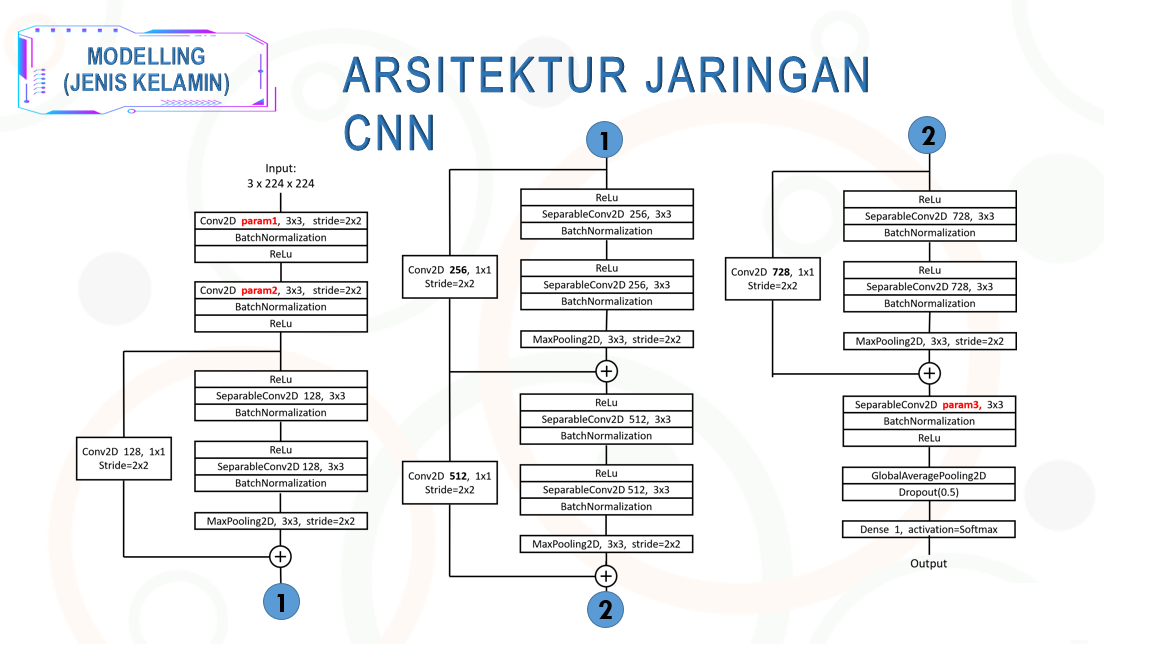 MODELLING
(JENIS KELAMIN)
ARSITEKTUR JARINGAN
CNN
Input:
3 x 224 x 224
Conv2D param1, 3x3, stride=2x2
BatchNormalization
ReLu
Conv2D param2, 3x3, stride=2x2
BatchNormalization
ReLu
ReLu
SeparableConv2D 128, 3x3
BatchNormalization
Conv2D 128, 1x1
Stride=2x2
ReLu
SeparableConv2D 128, 3x3
BatchNormalization
MaxPooling2D, 3x3, stride=2x2
+
1
1
ReLu
SeparableConv2D 256, 3x3
BatchNormalization
Conv2D 256, 1x1
Stride=2x2
ReLu
SeparableConv2D 256, 3x3
BatchNormalization
MaxPooling2D, 3x3, stride=2x2
+
ReLu
SeparableConv2D 512, 3x3
BatchNormalization
Conv2D 512, 1x1
Stride=2x2
ReLu
SeparableConv2D 512, 3x3
BatchNormalization
MaxPooling2D, 3x3, stride=2x2
+
2
2
ReLu
SeparableConv2D 728, 3x3
BatchNormalization
Conv2D 728, 1x1
Stride=2x2
ReLu
SeparableConv2D 728, 3x3
BatchNormalization
MaxPooling2D, 3x3, stride=2x2
+
SeparableConv2D param3, 3x3
BatchNormalization
ReLu
GlobalAveragePooling2D
Dropout(0.5)
Dense 1, activation=Softmax
Output